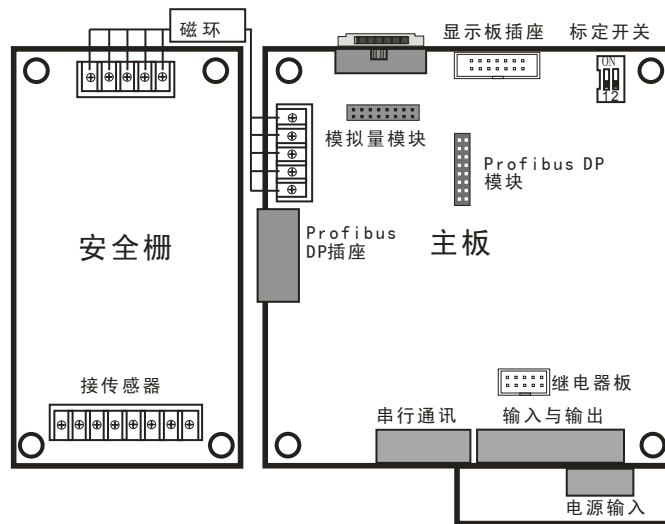 磁环
显示板插座
标定开关
ON
12
模拟量模块
Profibus DP
模块
Profibus
DP插座
安全栅
主板
接传感器
继电器板
串行通讯
输入与输出
电源输入